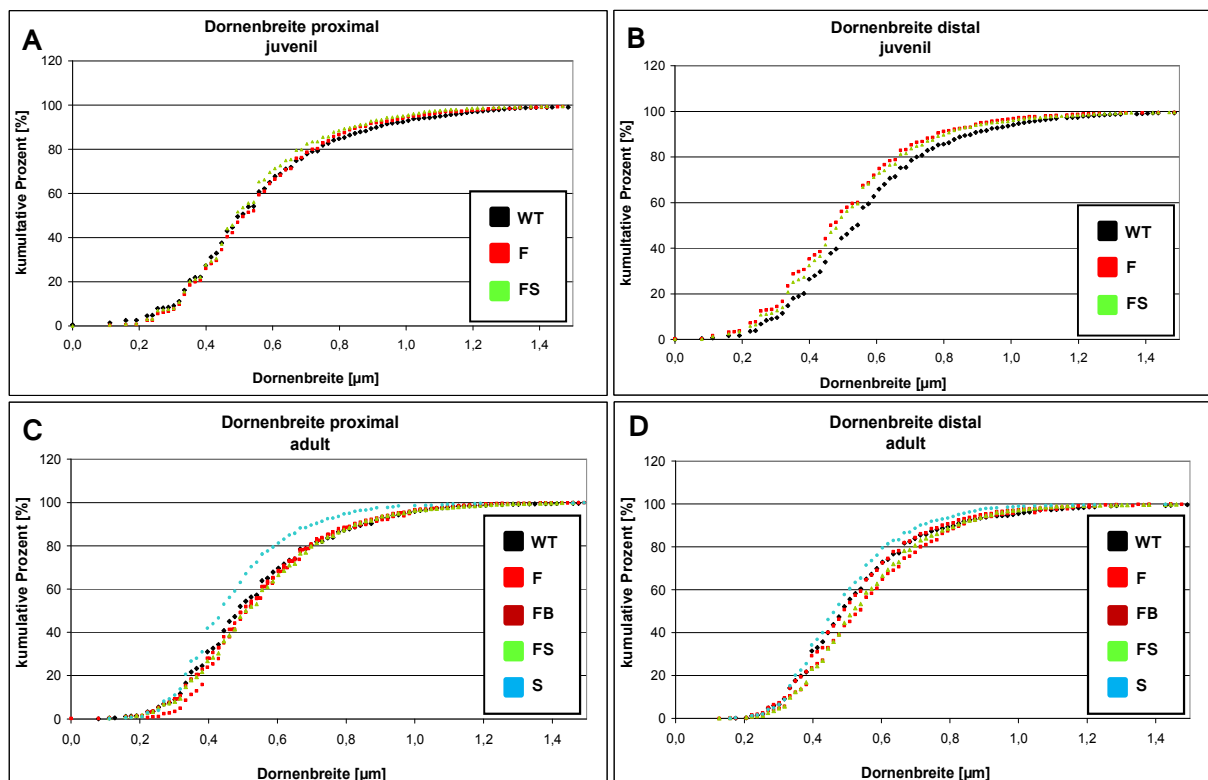 A
Dornenbreite proximal
juvenil
kumultative Prozent [%]
120
100
80
60
40
20
0
WT
F
FS
0,0 0,2 0,4 0,6 0,8 1,0 1,2 1,4
Dornenbreite [µm]
B
Dornenbreite distal
juvenil
kumultative Prozent [%]
120
100
80
60
40
20
0
WT
F
FS
0,0 0,2 0,4 0,6 0,8 1,0 1,2 1,4
Dornenbreite [µm]
C
Dornenbreite proximal
adult
kumulative Prozent [%]
120
100
80
60
40
20
0
WT
F
FB
FS
S
0,0 0,2 0,4 0,6 0,8 1,0 1,2 1,4
Dornenbreite [µm]
D
Dornenbreite distal
adult
kumulative Prozent [%]
120
100
80
60
40
20
0
WT
F
FB
FS
S
0,0 0,2 0,4 0,6 0,8 1,0 1,2 1,4
Dornenbreite [µm]